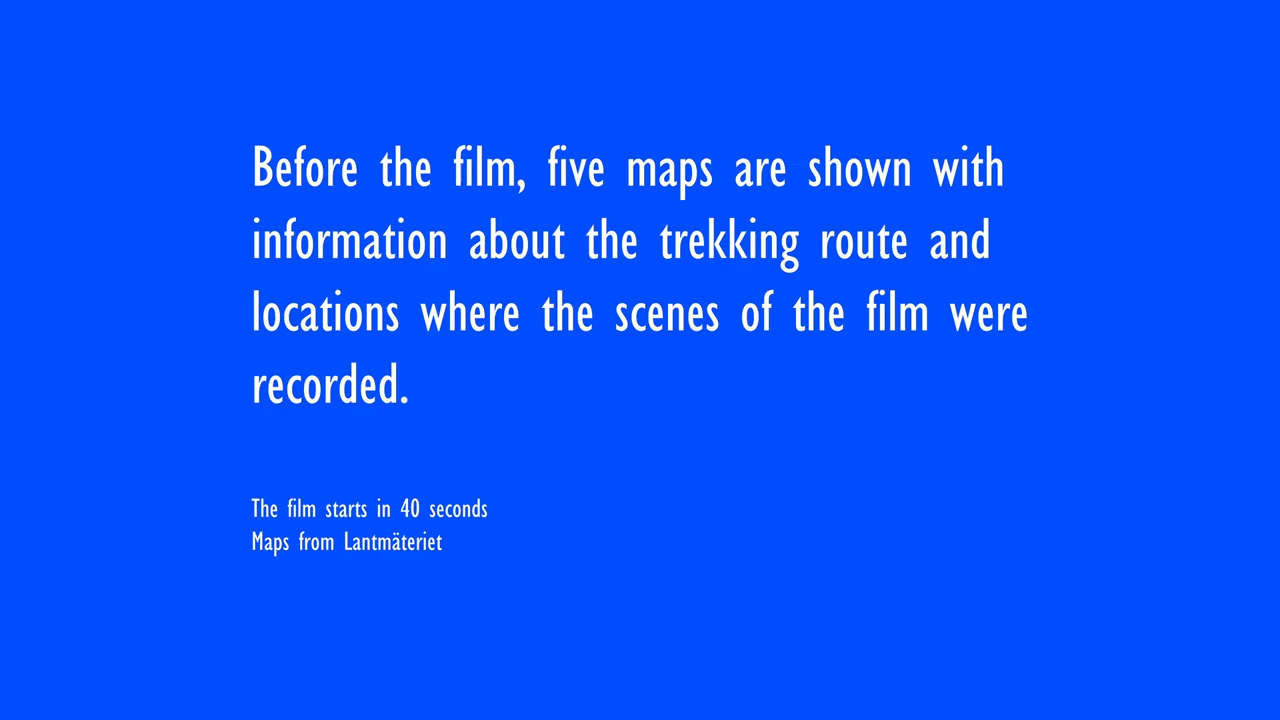 Before the film, five maps are shown with
information about the trekking route and
locations where the scenes of the film were
recorded.
The film starts in 40 seconds
Maps from Lantmäteriet